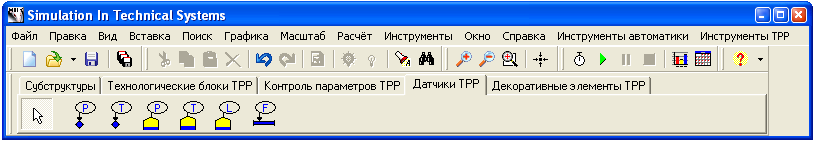 Simulation In Technical Systems
Файл Правка Вид Вставка Поиск Графика Масштаб Расчёт Инструменты Окно Справка Инструменты автоматики Инструменты ТРР
Субструктуры Технологические блоки ТРР Контроль параметров ТРР Датчики ТРР Декоративные элементы ТРР
P T P T L F